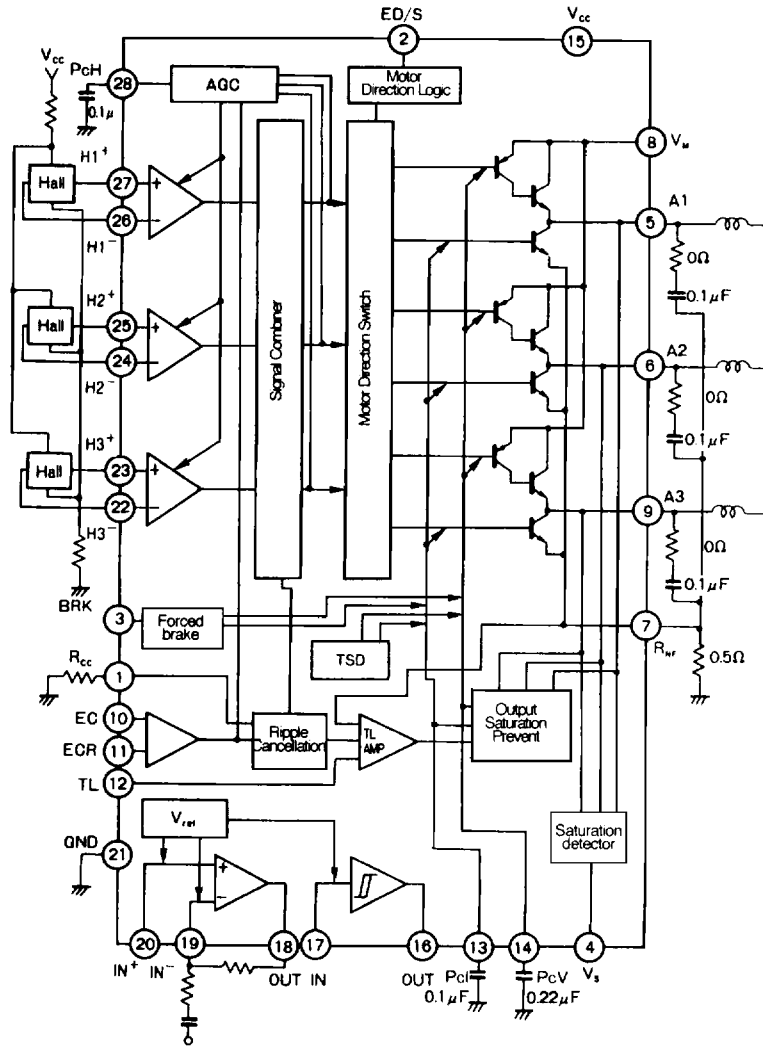 ED/S
Vcc
2
15
Vcc
PcH
28
AGC
Motor
Direction Logic
0.1μ
8
VM
H1+
Hall
27
+
26
−
H1−
A1
5
0Ω
0.1μF
H2+
Hall
25
+
24
−
H2−
Signal Combiner
Motor Direction Switch
A2
6
0Ω
0.1μF
H3+
Hall
23
+
22
−
H3−
A3
9
0Ω
0.1μF
BRK
3
Forced
brake
TSD
7
RNF
0.5Ω
Rcc
1
EC
10
ECR
11
Ripple
Cancellation
TL
AMP
Output
Saturation
Prevent
TL
12
GND
21
Vref
+
−
Saturation
detector
20
19
18
17
16
13
14
4
IN+
IN−
OUT
IN
OUT
PcI
0.1μF
PcV
0.22μF
Vs